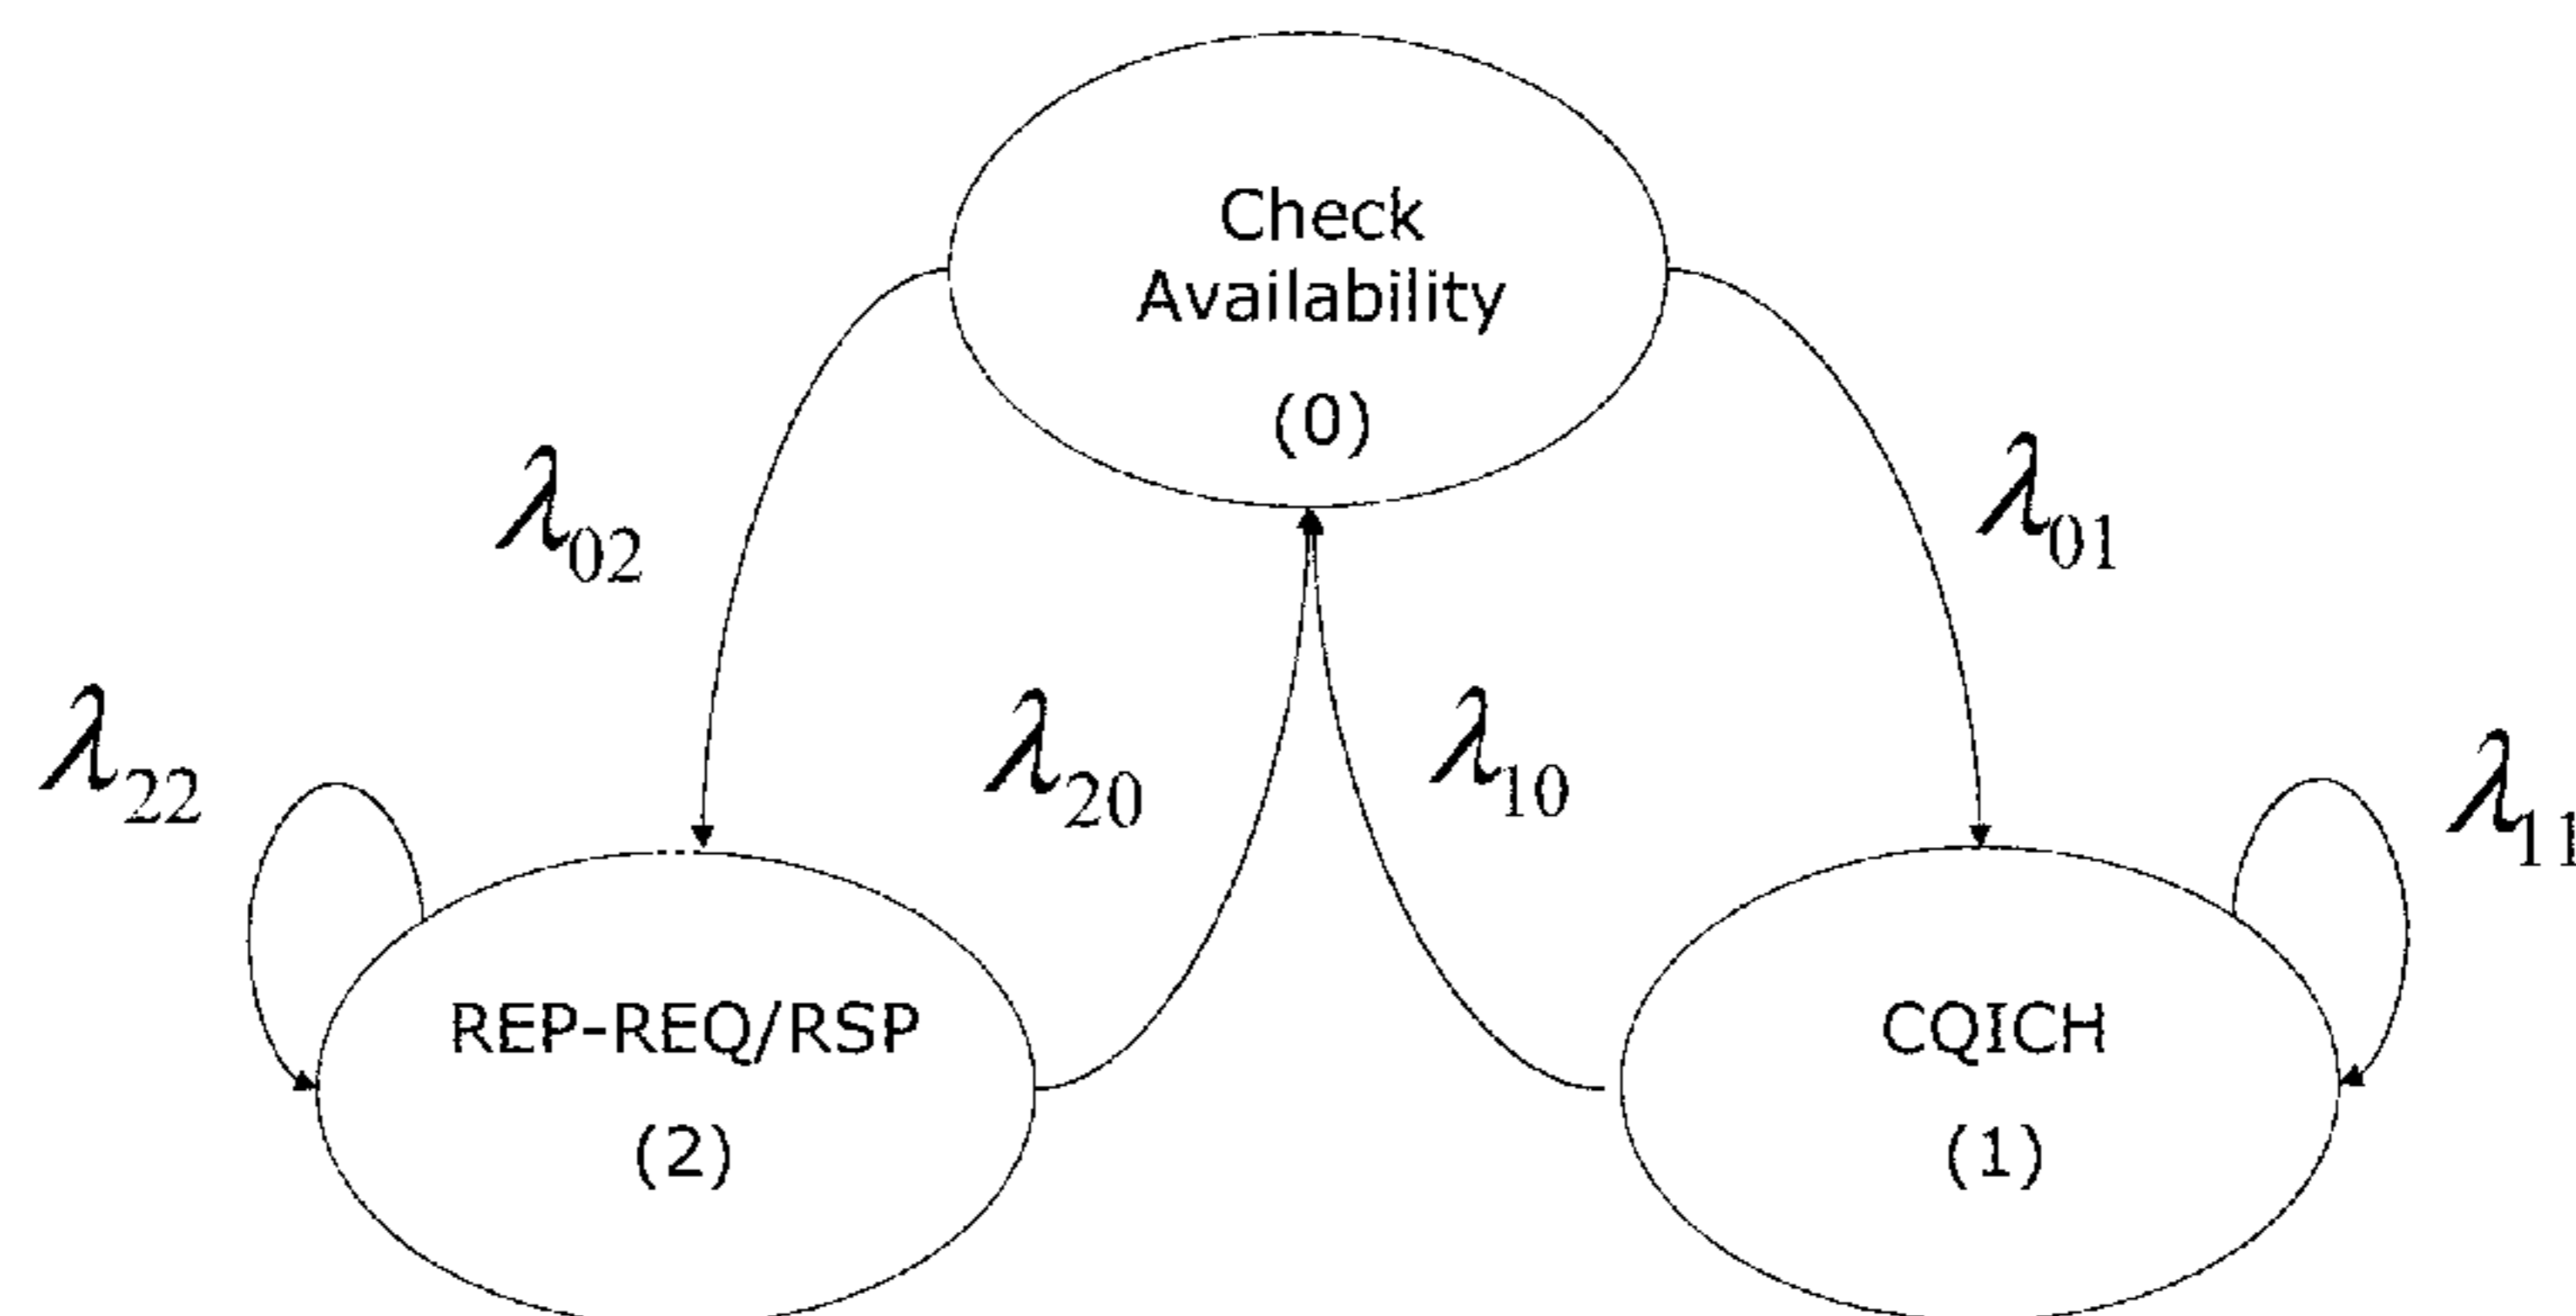 Check
Availability
(0)
λ02
λ01
λ22
λ20
λ10
λ11
REP-REQ/RSP
(2)
CQICH
(1)